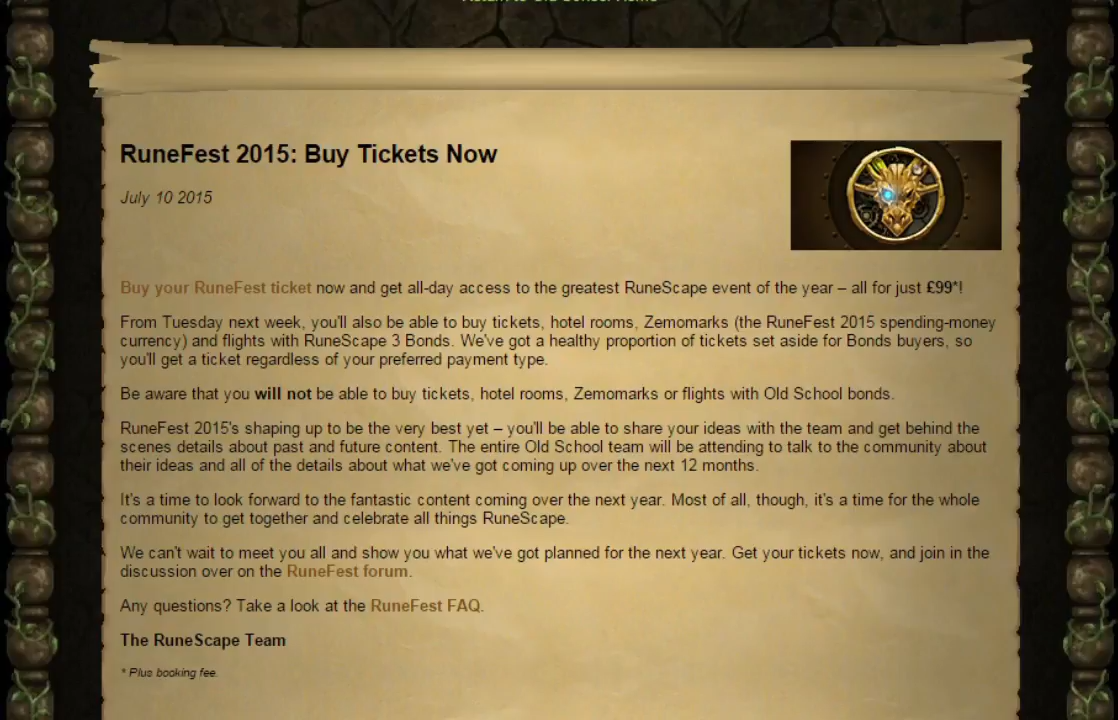 Return to Old School Home
RuneFest 2015: Buy Tickets Now
July 10 2015
Buy your RuneFest ticket now and get all-day access to the greatest RuneScape event of the year – all for just £99*!
From Tuesday next week, you'll also be able to buy tickets, hotel rooms, Zemomarks (the RuneFest 2015 spending-money
currency) and flights with RuneScape 3 Bonds. We've got a healthy proportion of tickets set aside for Bonds buyers, so
you'll get a ticket regardless of your preferred payment type.
Be aware that you will not be able to buy tickets, hotel rooms, Zemomarks or flights with Old School bonds.
RuneFest 2015's shaping up to be the very best yet – you'll be able to share your ideas with the team and get behind the
scenes details about past and future content. The entire Old School team will be attending to talk to the community about
their ideas and all of the details about what we've got coming up over the next 12 months.
It's a time to look forward to the fantastic content coming over the next year. Most of all, though, it's a time for the whole
community to get together and celebrate all things RuneScape.
We can't wait to meet you all and show you what we've got planned for the next year. Get your tickets now, and join in the
discussion over on the RuneFest forum.
Any questions? Take a look at the RuneFest FAQ.
The RuneScape Team
* Plus booking fee.